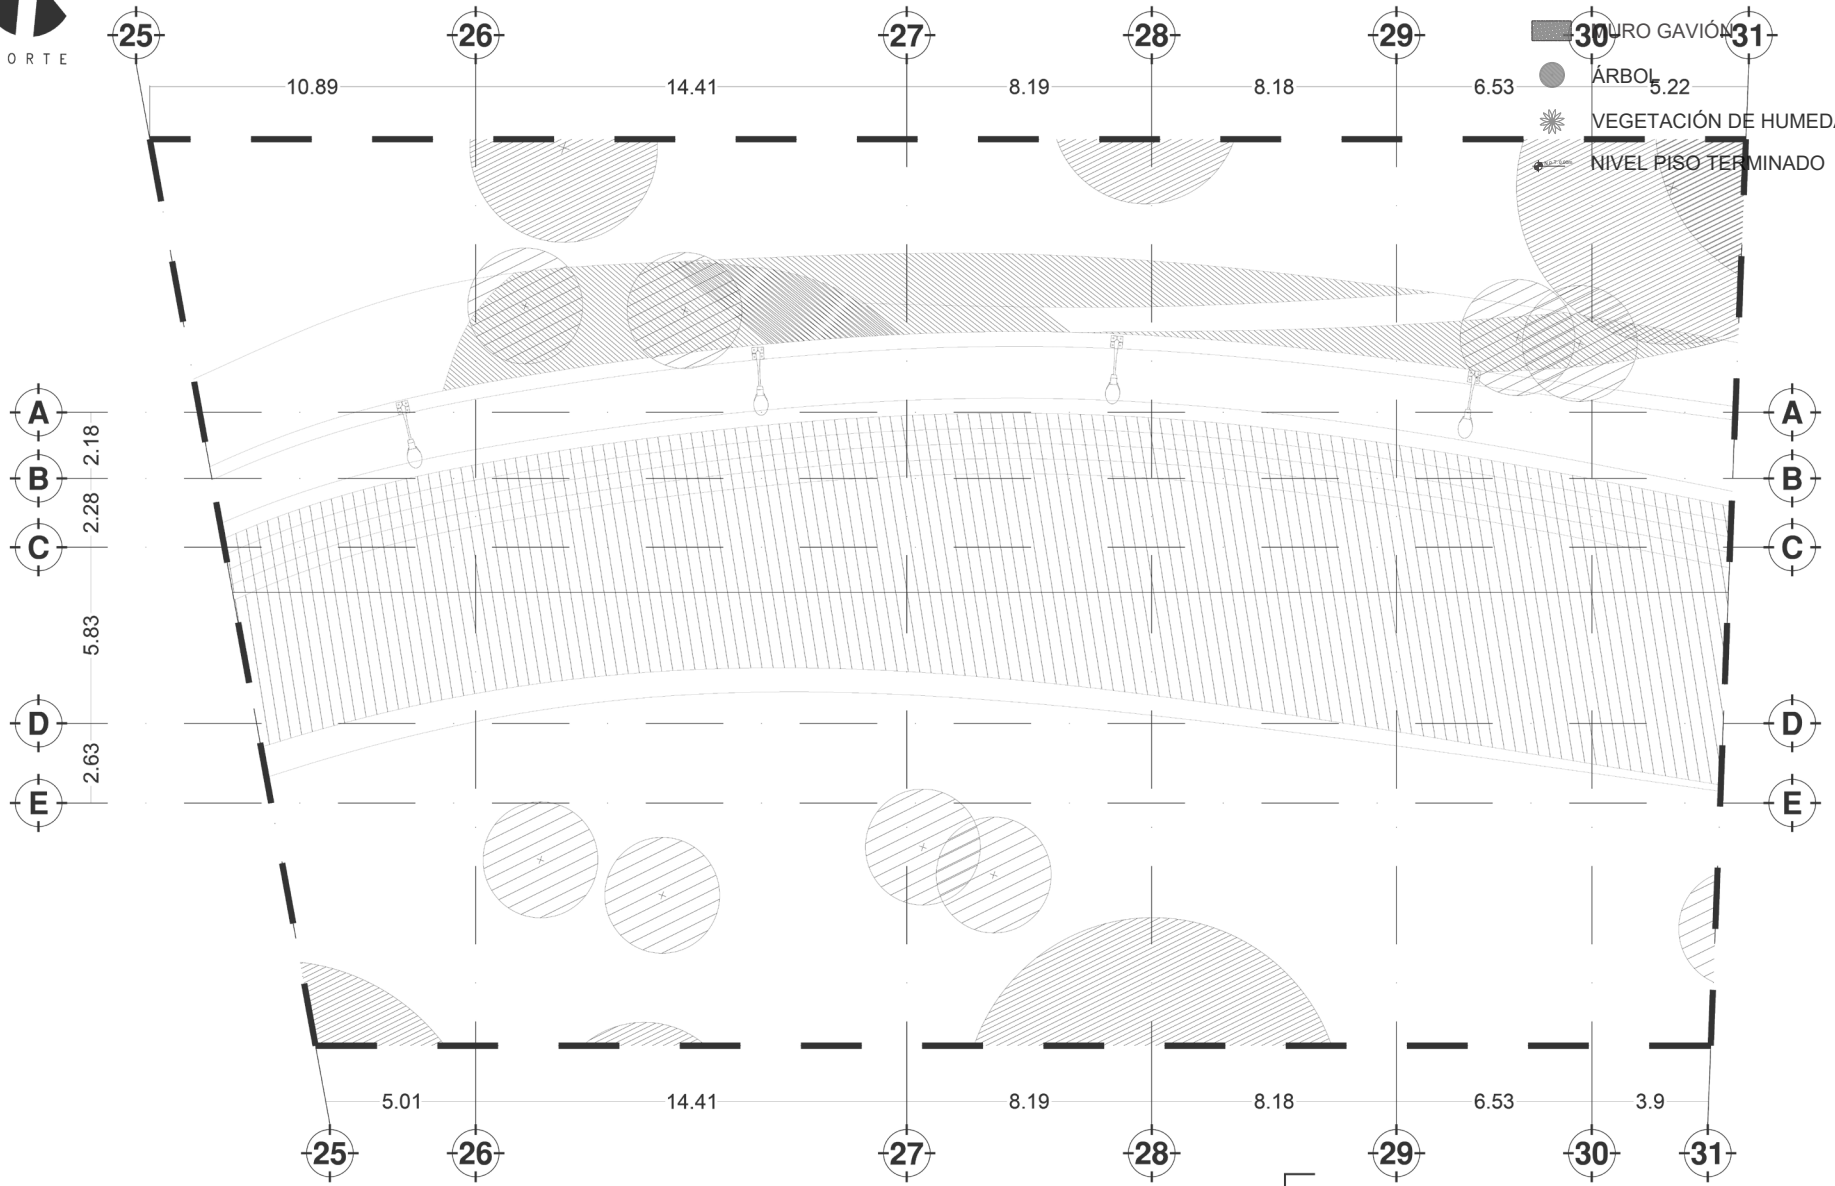 ORTE
25 26 27 28 29 30 31
MURO GAVIÓN
10.89 14.41 8.19 8.18 6.53 5.22
ÁRBOL
VEGETACIÓN DE HUMEDA
NIVEL PISO TERMINADO
A A
2.18
B B
2.28
C C
5.83
D D
2.63
E E
5.01 14.41 8.19 8.18 6.53 3.9
25 26 27 28 29 30 31